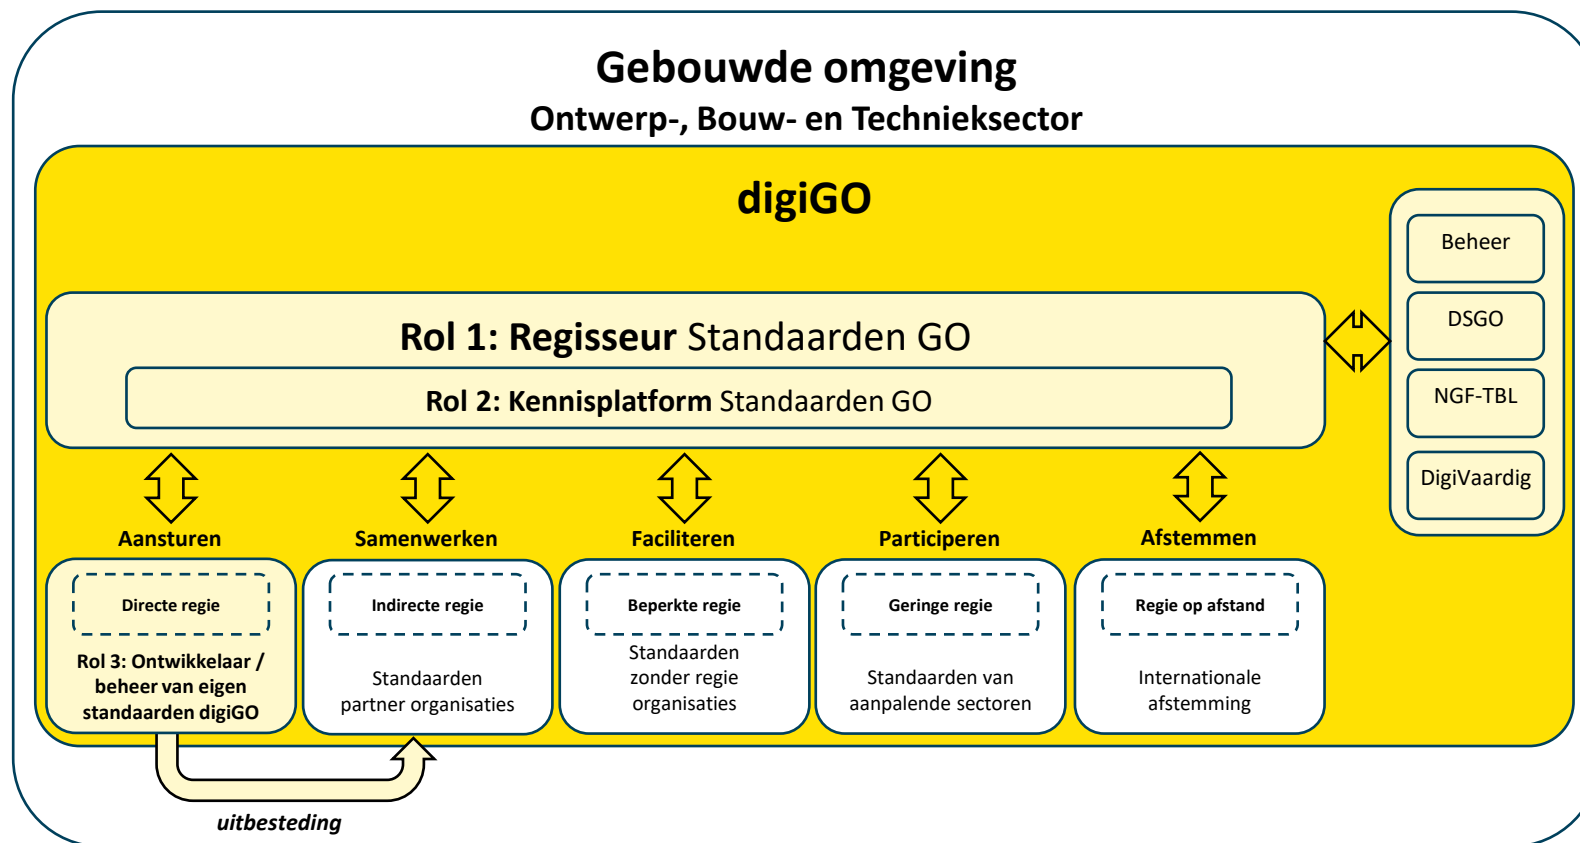 Gebouwde omgeving
Ontwerp-, Bouw- en Technieksector
digiGO
Beheer
DSGO
NGF-TBL
DigiVaardig
Rol 1: Regisseur Standaarden GO
Rol 2: Kennisplatform Standaarden GO
Aansturen
Directe regie
Rol 3: Ontwikkelaar /
beheer van eigen
standaarden digiGO
Samenwerken
Indirecte regie
Standaarden
partner organisaties
Faciliteren
Beperkte regie
Standaarden
zonder regie
organisaties
Participeren
Geringe regie
Standaarden van
aanpalende sectoren
Afstemmen
Regie op afstand
Internationale
afstemming
uitbesteding